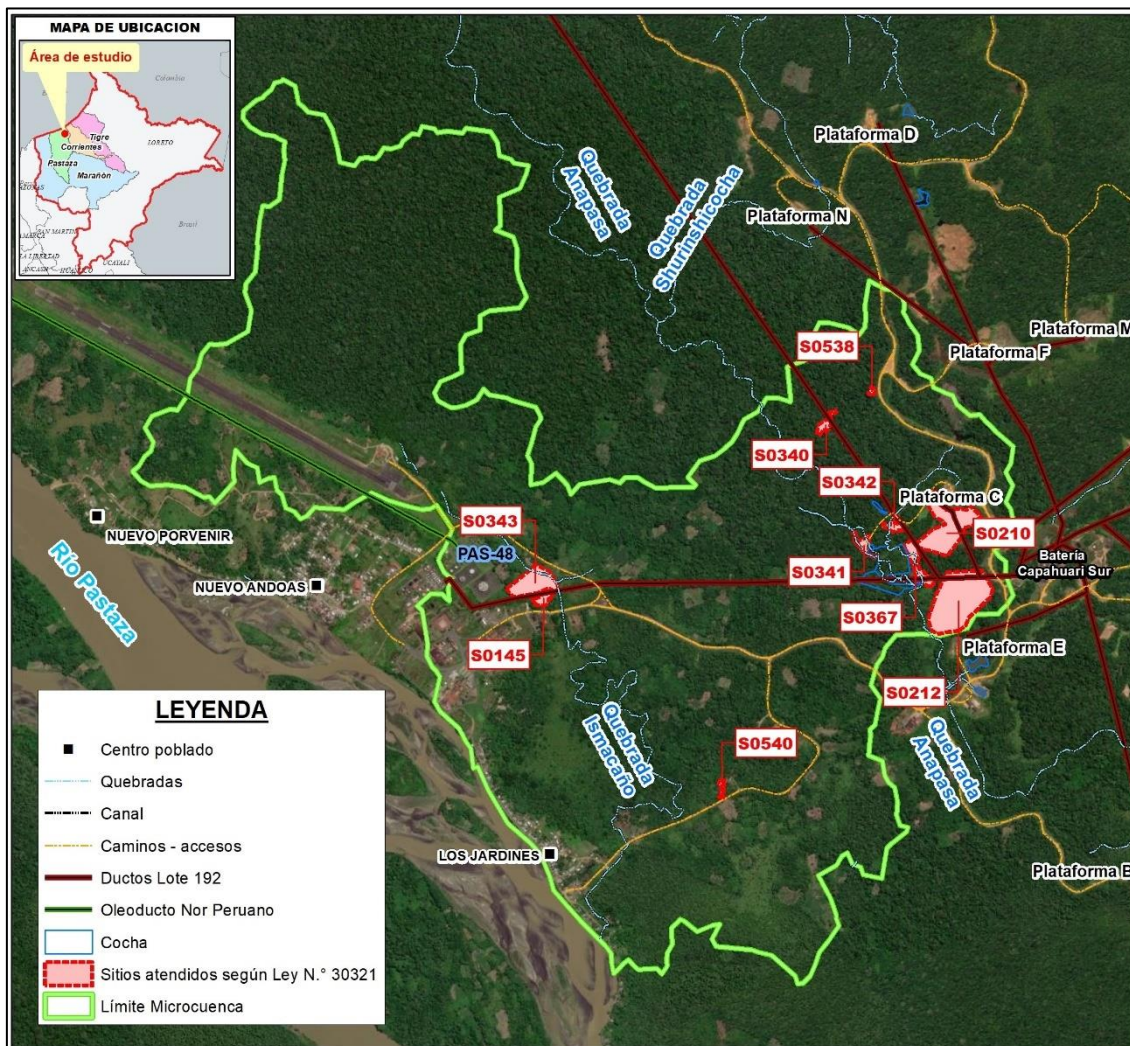 MAPA DE UBICACION
Área de estudio
Colombia
Tigre
Corrientes
LORETO
Pastaza
Marañón
Brasil
SAN MARTIN
LA LIBERTAD
HUÁNUCO
UCAYALI
Plataforma D
Quebrada
Anapasa
Quebrada
Shurinshicocha
Plataforma N
Plataforma M
Plataforma F
S0538
S0340
S0342
Plataforma C
S0343
S0210
NUEVO PORVENIR
PAS-48
Batería
Capahuari Sur
Río Pastaza
NUEVO ANDOAS
S0341
S0367
S0145
Plataforma E
S0212
Quebrada
Ismacaño
S0540
Quebrada
Anapasa
LOS JARDINES
Plataforma B
LEYENDA
Centro poblado
Quebradas
Canal
Caminos - accesos
Ductos Lote 192
Oleoducto Nor Peruano
Cocha
Sitios atendidos según Ley N.° 30321
Límite Microcuenca